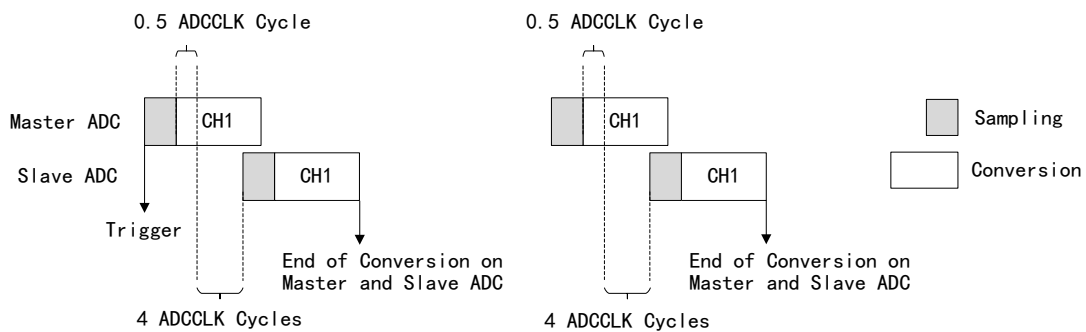 0.5 ADCCLK Cycle
0.5 ADCCLK Cycle
Master ADC
CH1
CH1
Sampling
Slave ADC
CH1
CH1
Conversion
Trigger
End of Conversion on
Master and Slave ADC
End of Conversion on
Master and Slave ADC
4 ADCCLK Cycles
4 ADCCLK Cycles